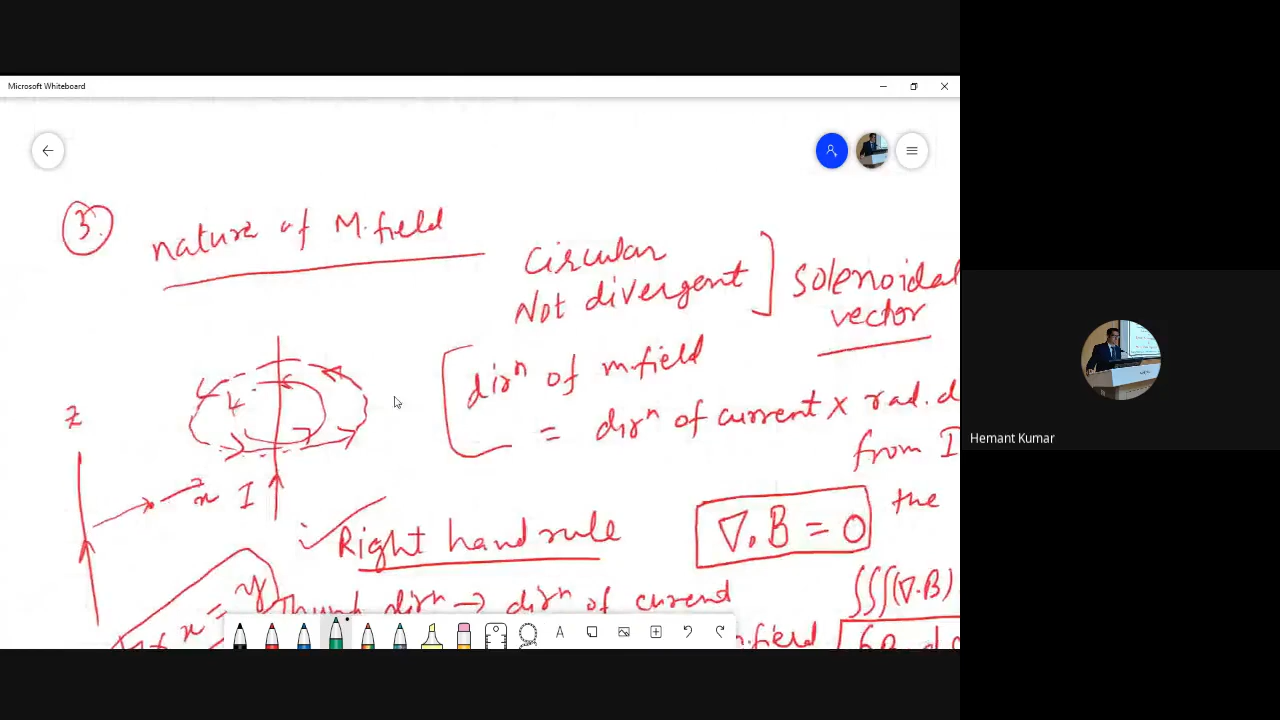 Microsoft Whiteboard
3.
nature of M.field
Circular
Not divergent
Solenoidal
vector
dirⁿ of m.field
= dirⁿ of current × rad. d
from I
Z
x
I
Right hand rule
∇.B = 0
the
∭(∇.B)
x = y
Thumb dirⁿ → dirⁿ of current
m.field
Hemant Kumar